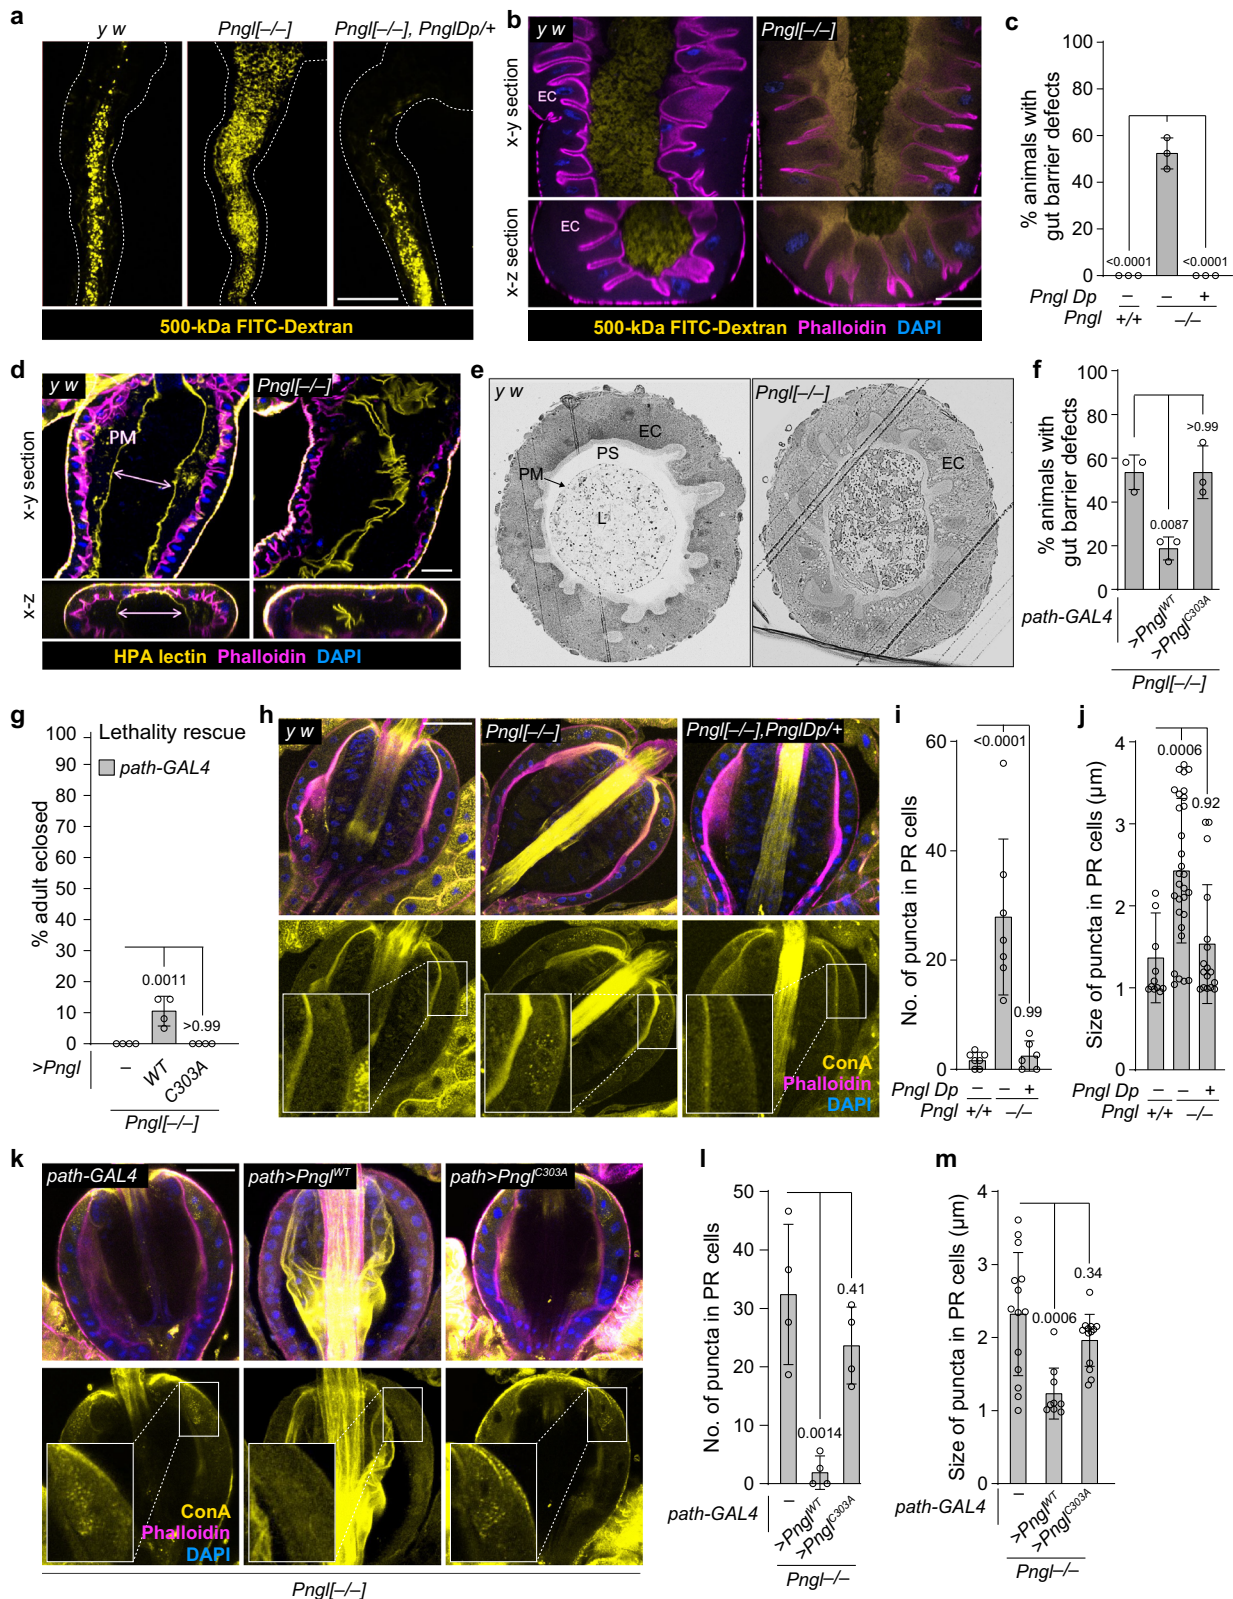 a
y w
Pngl[–/–]
Pngl[–/–], PnglDp/+
500-kDa FITC-Dextran
b
y w
Pngl[–/–]
x-y section
EC
x-z section
EC
500-kDa FITC-Dextran Phalloidin DAPI
c
% animals with
gut barrier defects
100
80
60
40
20
0
<0.0001
<0.0001
Pngl Dp – – +
Pngl +/+ –/–
d
y w
Pngl[–/–]
x-y section
PM
x-z
HPA lectin Phalloidin DAPI
e
y w
Pngl[–/–]
EC
PS
PM
L
EC
f
% animals with
gut barrier defects
100
80
60
40
20
0
0.0087
>0.99
path-GAL4
–
>Pngl^WT
>Pngl^C303A
Pngl[–/–]
g
Lethality rescue
path-GAL4
% adult eclosed
100
90
80
70
60
50
40
30
20
10
0
0.0011
>0.99
>Pngl – WT C303A
Pngl[–/–]
h
y w
Pngl[–/–]
Pngl[–/–],PnglDp/+
ConA
Phalloidin
DAPI
i
No. of puncta in PR cells
60
40
20
0
<0.0001
0.99
Pngl Dp – – +
Pngl +/+ –/–
j
Size of puncta in PR cells (μm)
4
3
2
1
0
0.0006
0.92
Pngl Dp – – +
Pngl +/+ –/–
k
path-GAL4
path>Pngl^WT
path>Pngl^C303A
ConA
Phalloidin
DAPI
Pngl[–/–]
l
No. of puncta in PR cells
50
40
30
20
10
0
0.0014
0.41
path-GAL4
–
>Pngl^WT
>Pngl^C303A
Pngl–/–
m
Size of puncta in PR cells (μm)
4
3
2
1
0
0.0006
0.34
path-GAL4
–
>Pngl^WT
>Pngl^C303A
Pngl–/–